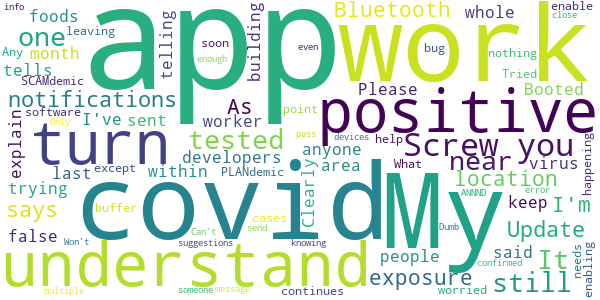 info
foods
leaving
one
Any
month
tells
SCAMdemic
notifications
software
I've
sent
explain
turn
last
except
trying
says
buffer
false
understand
multiple
app
telling
soon
building
enough
As
worker
tested
developers
within
PLANdemic
covid
Only
Can't
suggestions
someone
message
send
cases
Won't
knowing
continues
Clearly
anyone
area
What
pass
point
even
work
Bluetooth
whole
bug
nothing
Tried
Please
Booted
enable
close
positive
Screw you
near
virus
devices
help
My
location
keep
I'm
ANNND
error
Update
It
people
said
exposure
still
worried
confirmed
Dumb
needs
enabling
happening